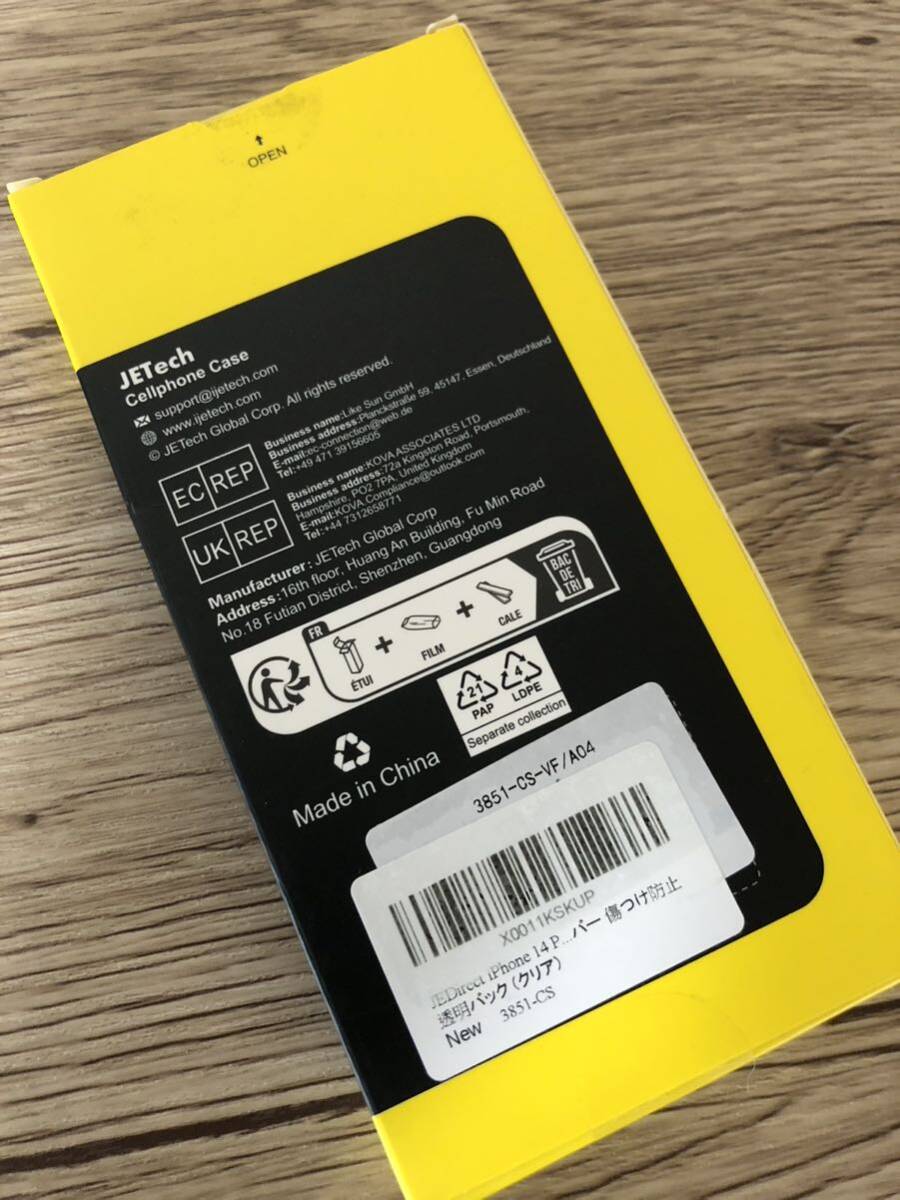 OPEN
JETech
Cellphone Case
support@ijetech.com
www.ijetech.com
© JETech Global Corp. All rights reserved.
EC REP
Business name:Like Sun GmbH
Business address:Planckstraße 59, 45147, Essen, Deutschland
E-mail:ec-connection@web.de
Tel:+49 471 39156605
UK REP
Business name:KOVA ASSOCIATES LTD
Business address:72a Kingston Road, Portsmouth,
Hampshire, PO2 7PA, United Kingdom
E-mail:KOVA.Compliance@outlook.com
Tel:+44 7312658771
Manufacturer: JETech Global Corp
Address:16th floor, Huang An Building, Fu Min Road
No.18 Futian District, Shenzhen, Guangdong
FR
ÉTUI + FILM + CALE
BAC
DE
TRI
21 4
PAP LDPE
Separate collection
Made in China
3851-CS-VF/A04
X0011KSKUP
JEDirect iPhone 14 P...バー 傷つけ防止
透明バック (クリア)
New 3851-CS